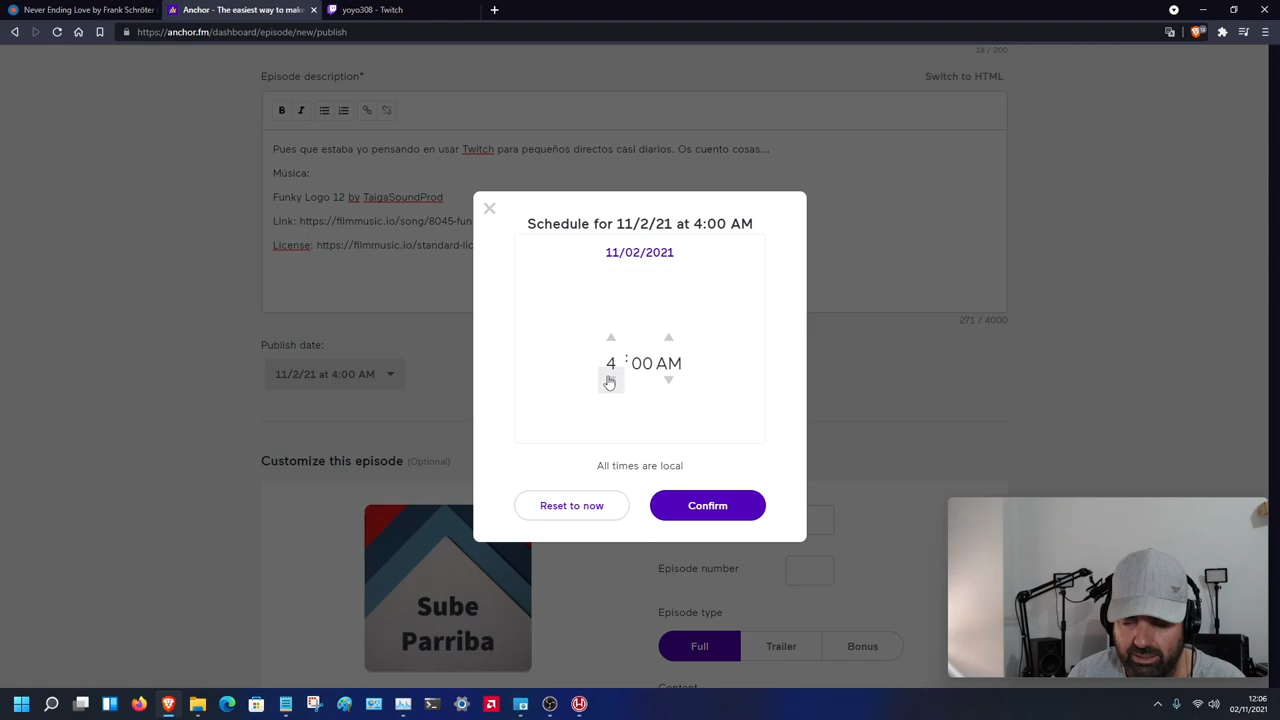 Never Ending Love by Frank Schröter
Anchor - The easiest way to make
yoyo308 - Twitch
https://anchor.fm/dashboard/episode/new/publish
18 / 200
Episode description*
Switch to HTML
B I
Pues que estaba yo pensando en usar Twitch para pequeños directos casi diarios. Os cuento cosas...
Música:
Funky Logo 12 by TaigaSoundProd
Link: https://filmmusic.io/song/8045-fun
License: https://filmmusic.io/standard-lic
271 / 4000
Schedule for 11/2/21 at 4:00 AM
11/02/2021
4 : 00 AM
All times are local
Reset to now
Confirm
Publish date:
11/2/21 at 4:00 AM
Customize this episode (Optional)
Sube
Parriba
Episode number
Episode type
Full
Trailer
Bonus
Content
12:06
02/11/2021